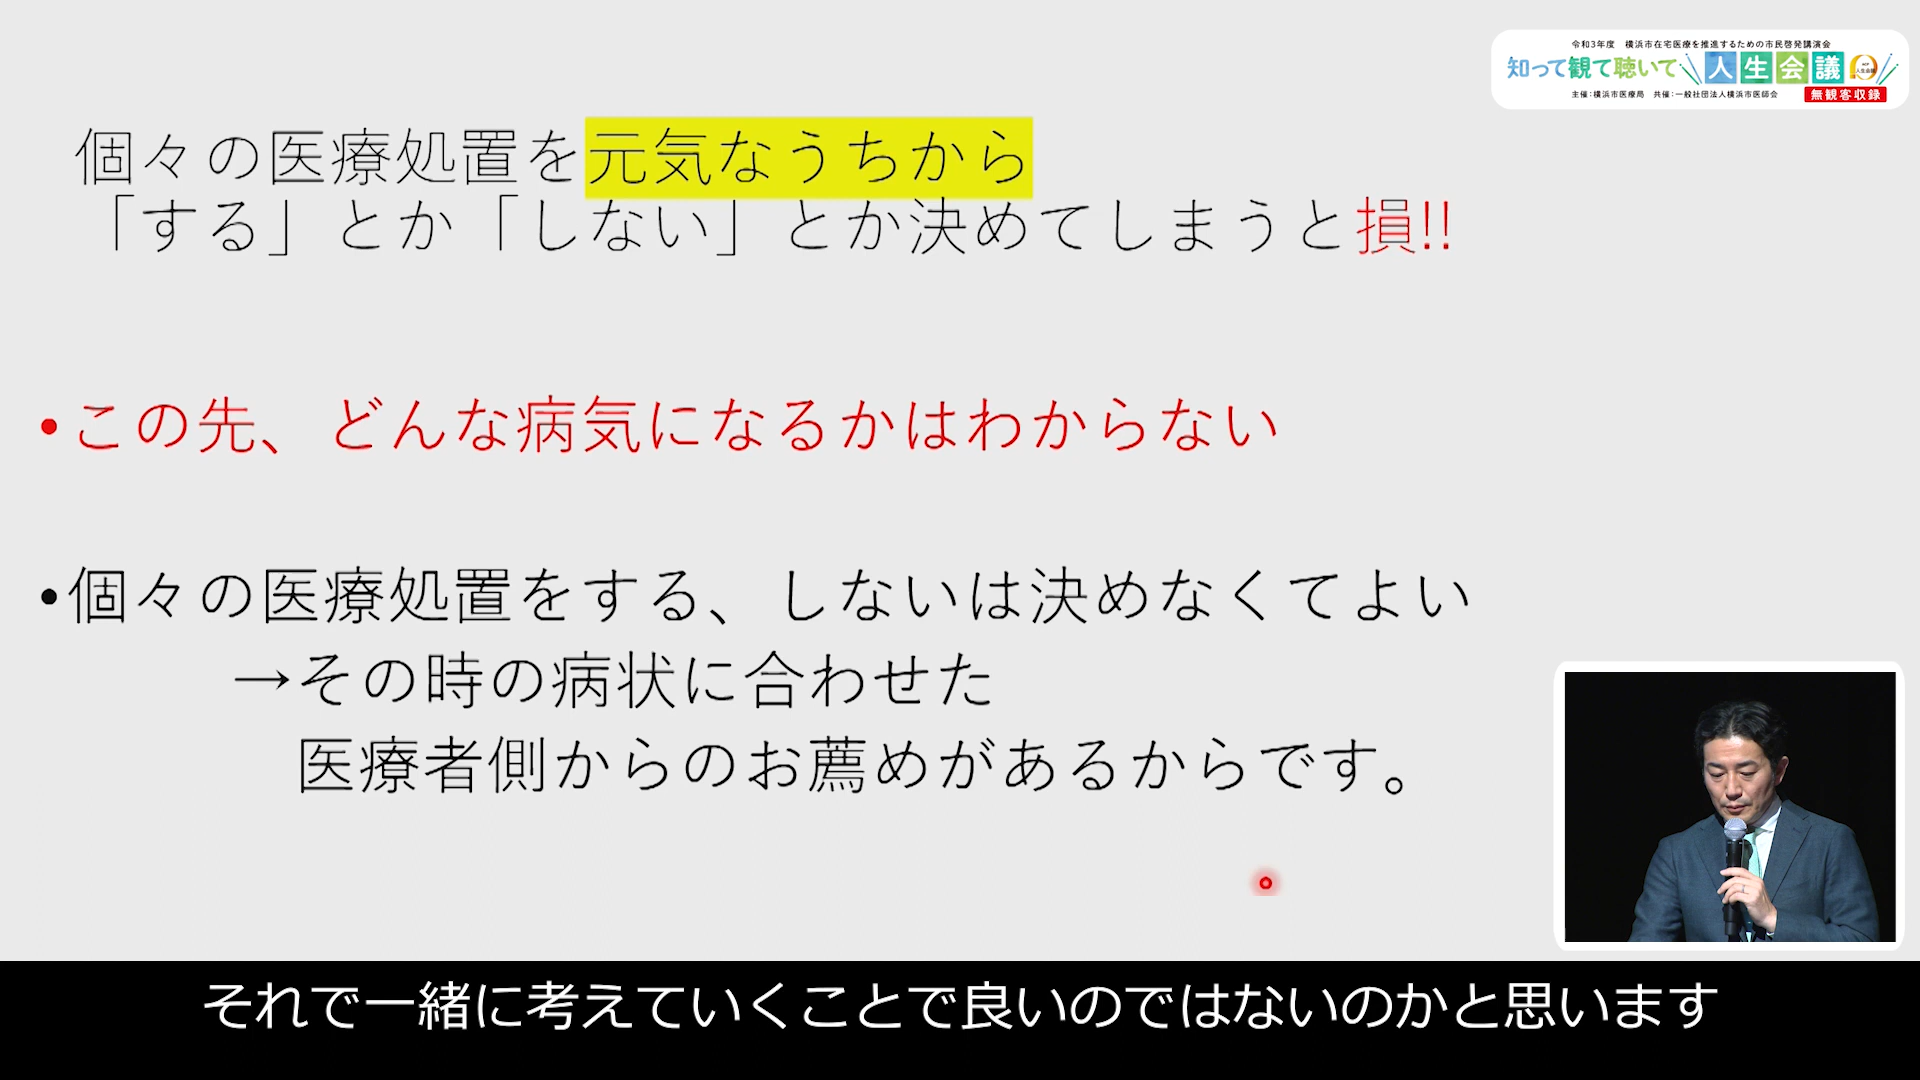 令和3年度 横浜市在宅医療を推進するための市民啓発講演会
知って観て聴いて 人生会議
主催：横浜市医療局 共催：一般社団法人横浜市医師会
無観客収録
個々の医療処置を元気なうちから
「する」とか「しない」とか決めてしまうと損!!
•この先、どんな病気になるかはわからない
•個々の医療処置をする、しないは決めなくてよい
→その時の病状に合わせた
医療者側からのお薦めがあるからです。
それで一緒に考えていくことで良いのではないのかと思います